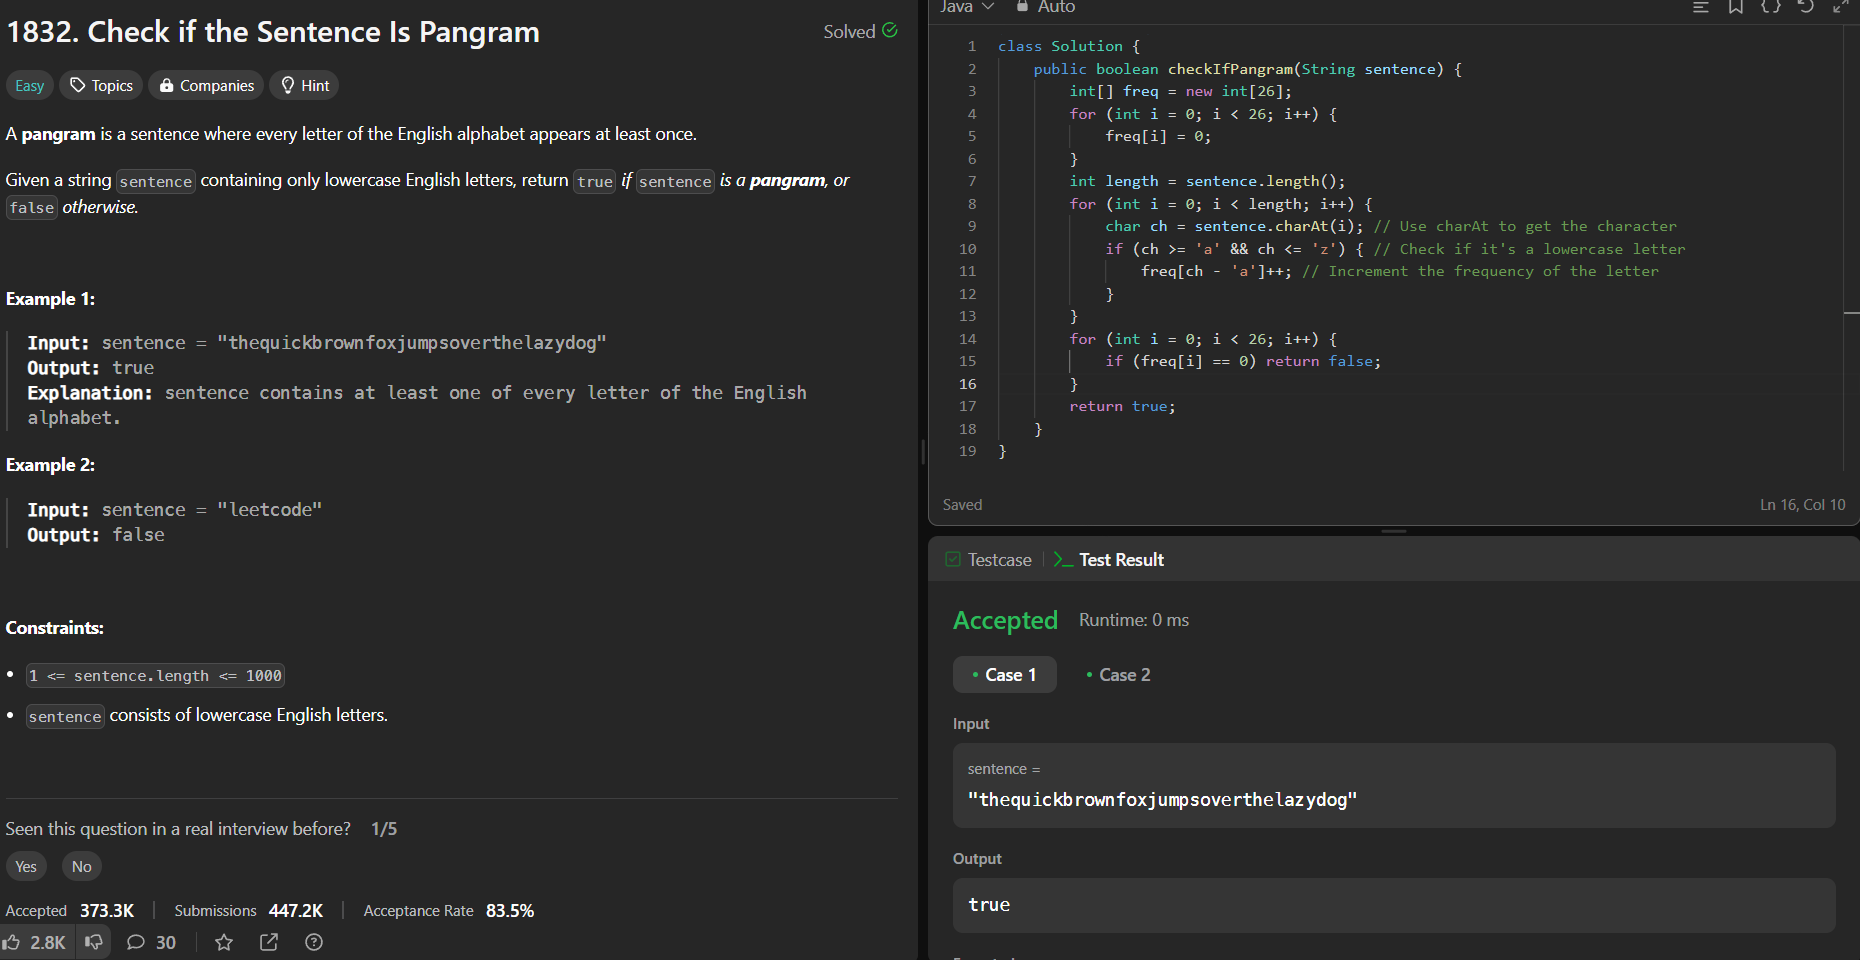 1832. Check if the Sentence Is Pangram
Solved
Easy
Topics
Companies
Hint
A pangram is a sentence where every letter of the English alphabet appears at least once.
Given a string sentence containing only lowercase English letters, return true if sentence is a pangram, or
false otherwise.
Example 1:
Input: sentence = "thequickbrownfoxjumpsoverthelazydog"
Output: true
Explanation: sentence contains at least one of every letter of the English
alphabet.
Example 2:
Input: sentence = "leetcode"
Output: false
Constraints:
• 1 <= sentence.length <= 1000
• sentence consists of lowercase English letters.
Seen this question in a real interview before? 1/5
Yes
No
Accepted 373.3K
Submissions 447.2K
Acceptance Rate 83.5%
2.8K
30
Java
Auto
1 class Solution {
2     public boolean checkIfPangram(String sentence) {
3         int[] freq = new int[26];
4         for (int i = 0; i < 26; i++) {
5             freq[i] = 0;
6         }
7         int length = sentence.length();
8         for (int i = 0; i < length; i++) {
9             char ch = sentence.charAt(i); // Use charAt to get the character
10             if (ch >= 'a' && ch <= 'z') { // Check if it's a lowercase letter
11                 freq[ch - 'a']++; // Increment the frequency of the letter
12             }
13         }
14         for (int i = 0; i < 26; i++) {
15             if (freq[i] == 0) return false;
16         }
17         return true;
18     }
19 }
Saved
Ln 16, Col 10
Testcase
>_ Test Result
Accepted
Runtime: 0 ms
• Case 1
• Case 2
Input
sentence =
"thequickbrownfoxjumpsoverthelazydog"
Output
true